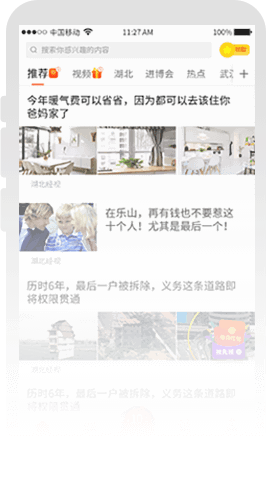 中国移动
11:27 AM
100%
搜索你感兴趣的内容
推荐 视频 湖北 进博会 热点 武 +
今年暖气费可以省省，因为都可以去该住你
爸妈家了
湖北经视
在乐山，再有钱也不要惹这
十个人！尤其是最后一个！
湖北经视
历时6年，最后一户被拆除，义务这条道路即
将权限贯通
湖北经视
历时6年，最后一户被拆除，义务这条道路即
将权限贯通